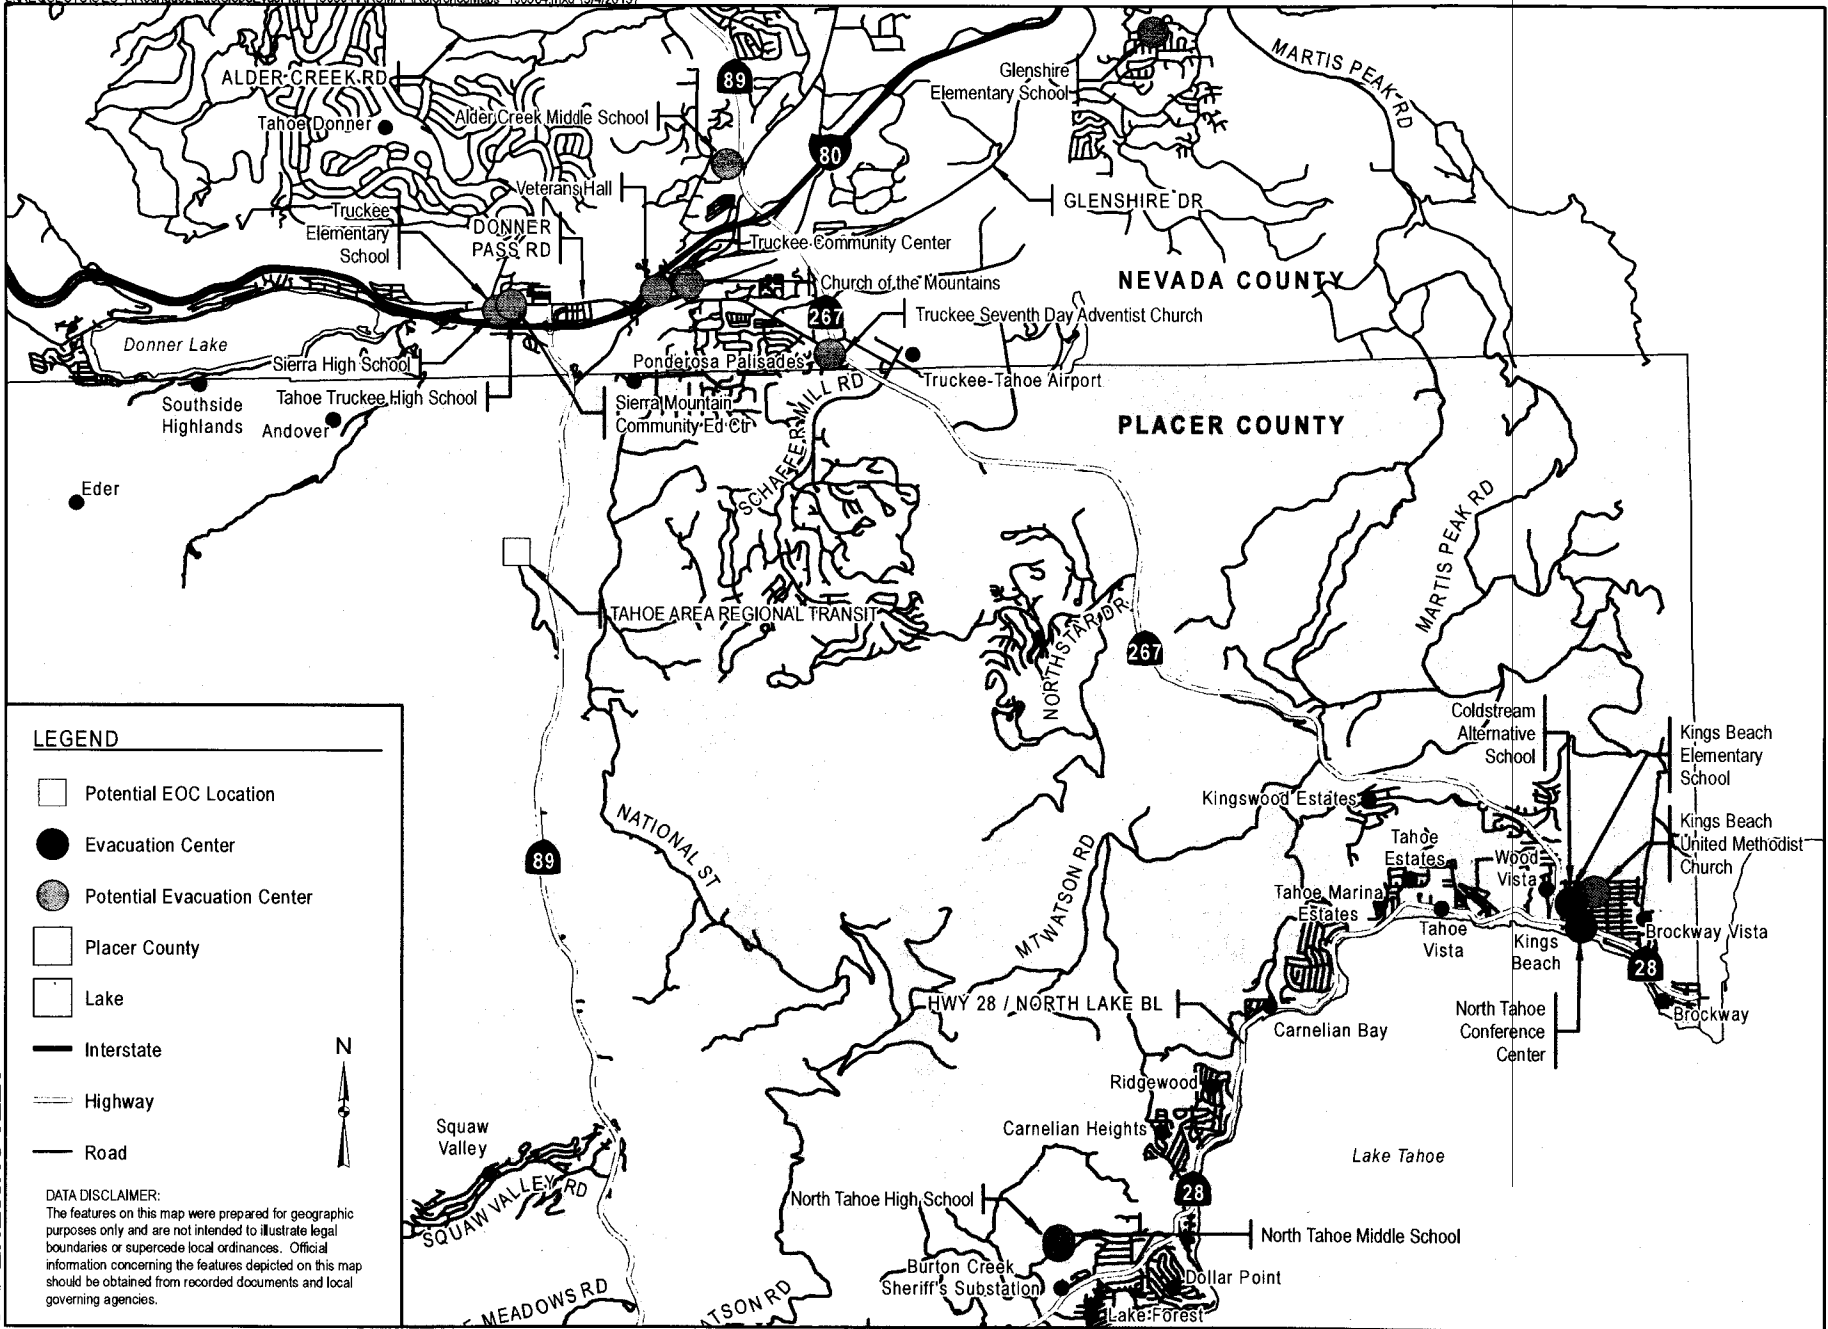 ALDER CREEK RD
Tahoe Donner
89
Alder Creek Middle School
80
Glenshire
Elementary School
MARTIS PEAK RD
Veterans Hall
GLENSHIRE DR
Truckee
Elementary
School
DONNER
PASS RD
Truckee Community Center
NEVADA COUNTY
Church of the Mountains
267
Truckee Seventh Day Adventist Church
Donner Lake
Sierra High School
Ponderosa Palisades
Truckee-Tahoe Airport
Tahoe Truckee High School
Southside
Highlands
Andover
Sierra Mountain
Community Ed Ctr
SCHAEFFER MILL RD
PLACER COUNTY
Eder
MARTIS PEAK RD
TAHOE AREA REGIONAL TRANSIT
NORTHSTAR DR
267
Coldstream
Alternative
School
Kings Beach
Elementary
School
LEGEND
Potential EOC Location
Evacuation Center
Potential Evacuation Center
Placer County
Lake
Interstate
Highway
Road
N
DATA DISCLAIMER:
The features on this map were prepared for geographic
purposes only and are not intended to illustrate legal
boundaries or supercede local ordinances. Official
information concerning the features depicted on this map
should be obtained from recorded documents and local
governing agencies.
NATIONAL ST
89
Kingswood Estates
Tahoe
Estates
Wood
Vista
Kings Beach
United Methodist
Church
MT WATSON RD
Tahoe Marina
Estates
Tahoe
Vista
Kings
Beach
Brockway Vista
28
HWY 28 / NORTH LAKE BL
Carnelian Bay
North Tahoe
Conference
Center
Brockway
Ridgewood
Carnelian Heights
Squaw
Valley
SQUAW VALLEY RD
Lake Tahoe
28
North Tahoe High School
North Tahoe Middle School
Burton Creek
Sheriff's Substation
Dollar Point
Lake Forest
MEADOWS RD
ATSON RD